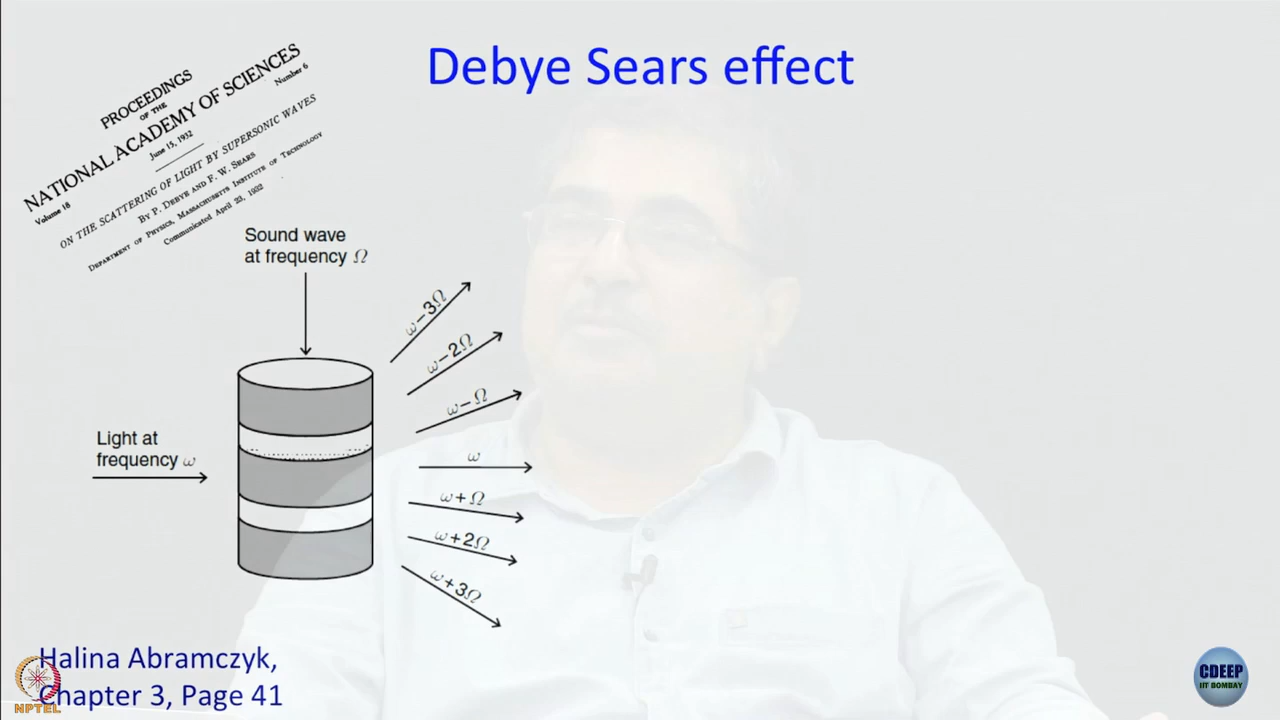 Debye Sears effect
PROCEEDINGS
OF THE
NATIONAL ACADEMY OF SCIENCES
Volume 18
June 15, 1932
Number 6
ON THE SCATTERING OF LIGHT BY SUPERSONIC WAVES
BY P. DEBYE AND F. W. SEARS
DEPARTMENT OF PHYSICS, MASSACHUSETTS INSTITUTE OF TECHNOLOGY
Communicated April 23, 1932
Sound wave
at frequency Ω
ω−3Ω
ω−2Ω
ω−Ω
Light at
frequency ω
ω
ω+Ω
ω+2Ω
ω+3Ω
Halina Abramczyk,
Chapter 3, Page 41
NPTEL
CDEEP
IIT BOMBAY